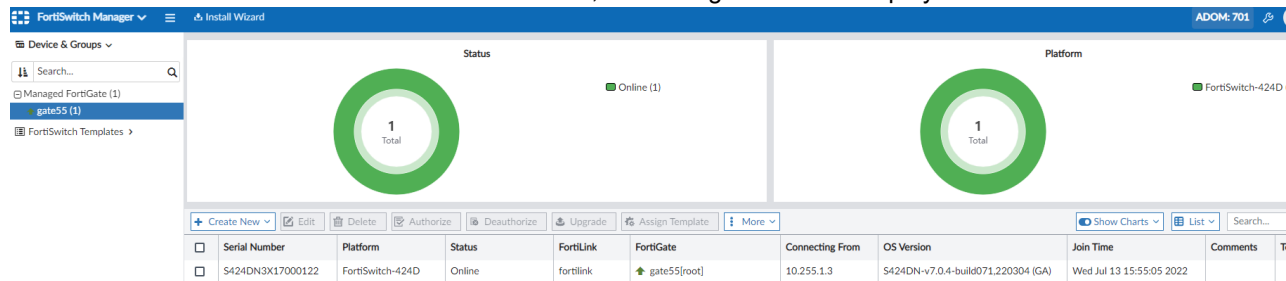 FortiSwitch Manager
Install Wizard
ADOM: 701
Device & Groups
Search...
Managed FortiGate (1)
gate55 (1)
FortiSwitch Templates
Status
1
Total
Online (1)
Platform
1
Total
FortiSwitch-424D
+ Create New
Edit
Delete
Authorize
Deauthorize
Upgrade
Assign Template
More
Show Charts
List
Search...
Serial Number Platform Status FortiLink FortiGate Connecting From OS Version Join Time Comments
S424DN3X17000122 FortiSwitch-424D Online fortilink gate55[root] 10.255.1.3 S424DN-v7.0.4-build071,220304 (GA) Wed Jul 13 15:55:05 2022